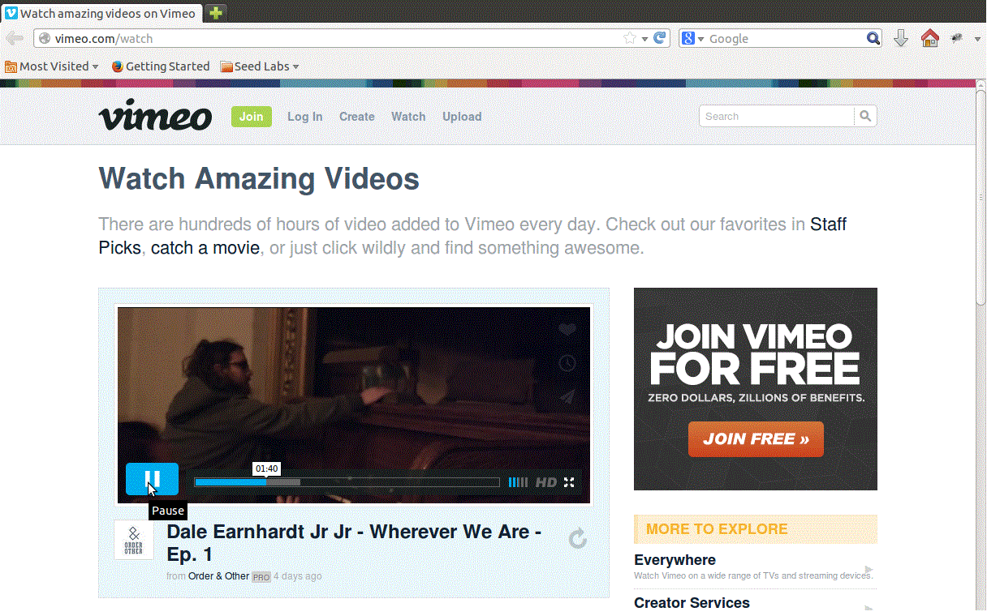 Watch amazing videos on Vimeo
vimeo.com/watch
Google
Most Visited
Getting Started
Seed Labs
vimeo
Join
Log In
Create
Watch
Upload
Search
Watch Amazing Videos
There are hundreds of hours of video added to Vimeo every day. Check out our favorites in Staff
Picks, catch a movie, or just click wildly and find something awesome.
01:40
HD
Pause
ORDER
OTHER
Dale Earnhardt Jr Jr - Wherever We Are -
Ep. 1
from Order & Other PRO 4 days ago
JOIN VIMEO
FOR FREE
ZERO DOLLARS, ZILLIONS OF BENEFITS.
JOIN FREE »
MORE TO EXPLORE
Everywhere
Watch Vimeo on a wide range of TVs and streaming devices.
Creator Services